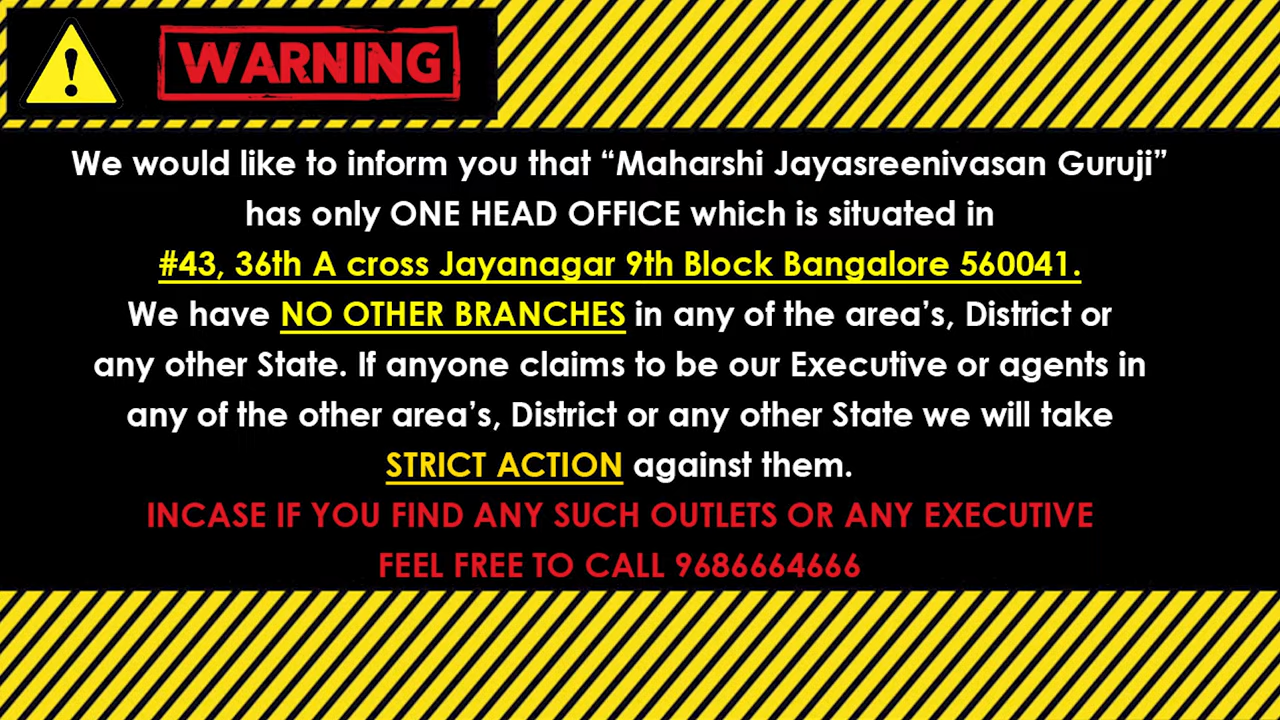 WARNING
We would like to inform you that “Maharshi Jayasreenivasan Guruji”
has only ONE HEAD OFFICE which is situated in
#43, 36th A cross Jayanagar 9th Block Bangalore 560041.
We have NO OTHER BRANCHES in any of the area’s, District or
any other State. If anyone claims to be our Executive or agents in
any of the other area’s, District or any other State we will take
STRICT ACTION against them.
INCASE IF YOU FIND ANY SUCH OUTLETS OR ANY EXECUTIVE
FEEL FREE TO CALL 9686664666